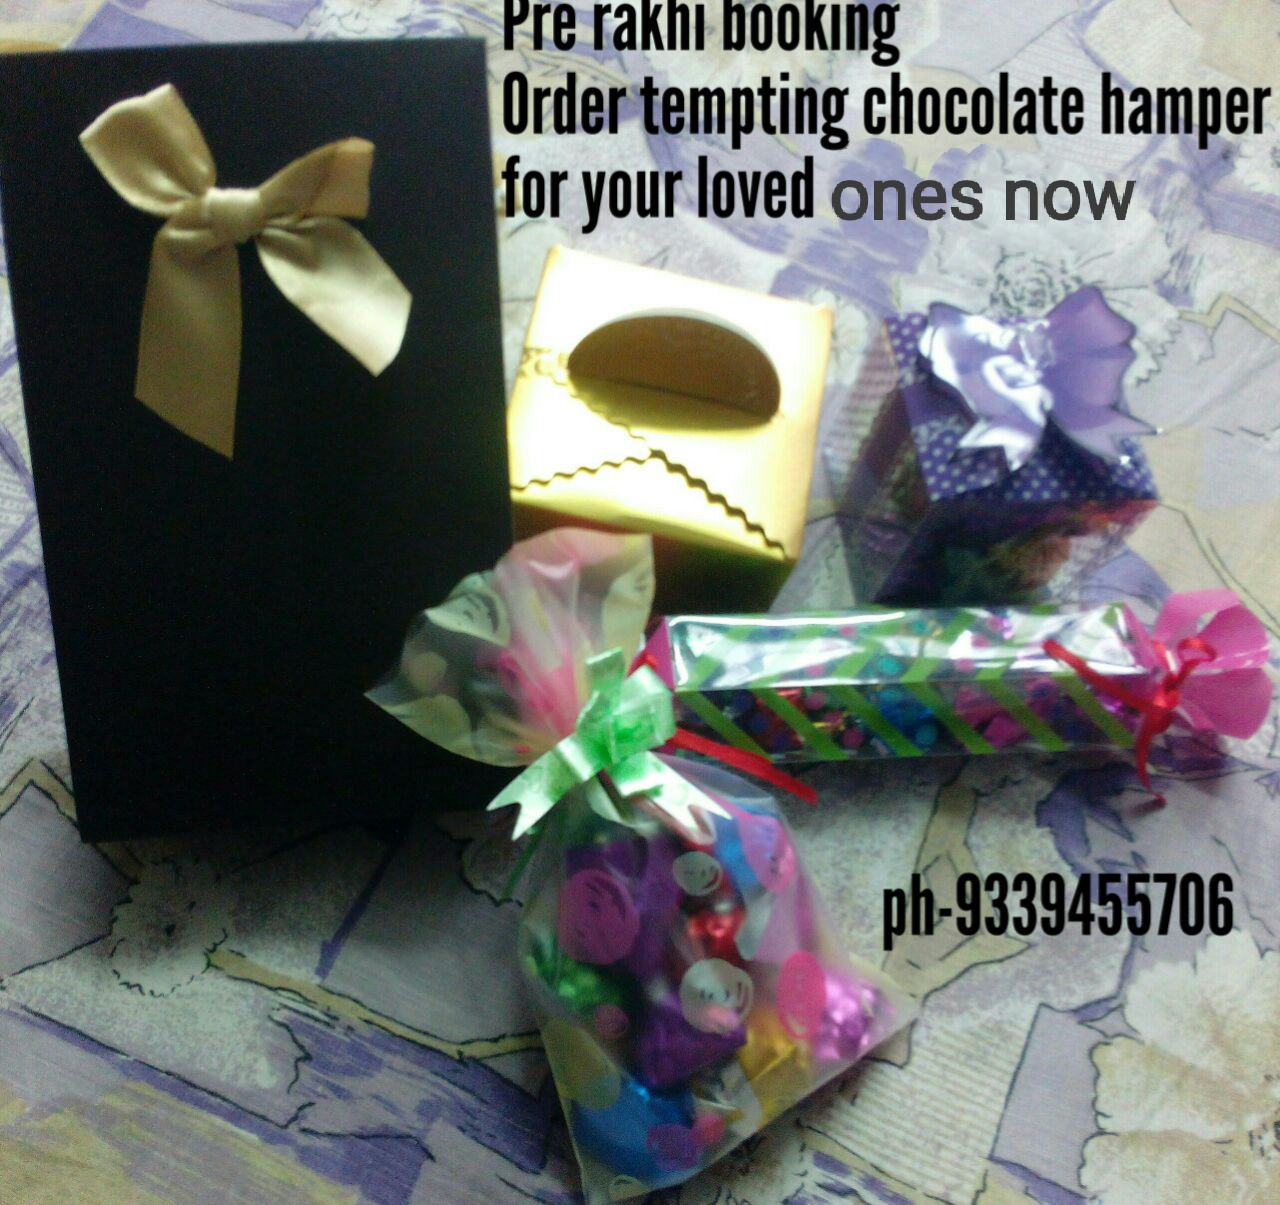 Pre rakhi booking
Order tempting chocolate hamper
for your loved ones now
ph-9339455706